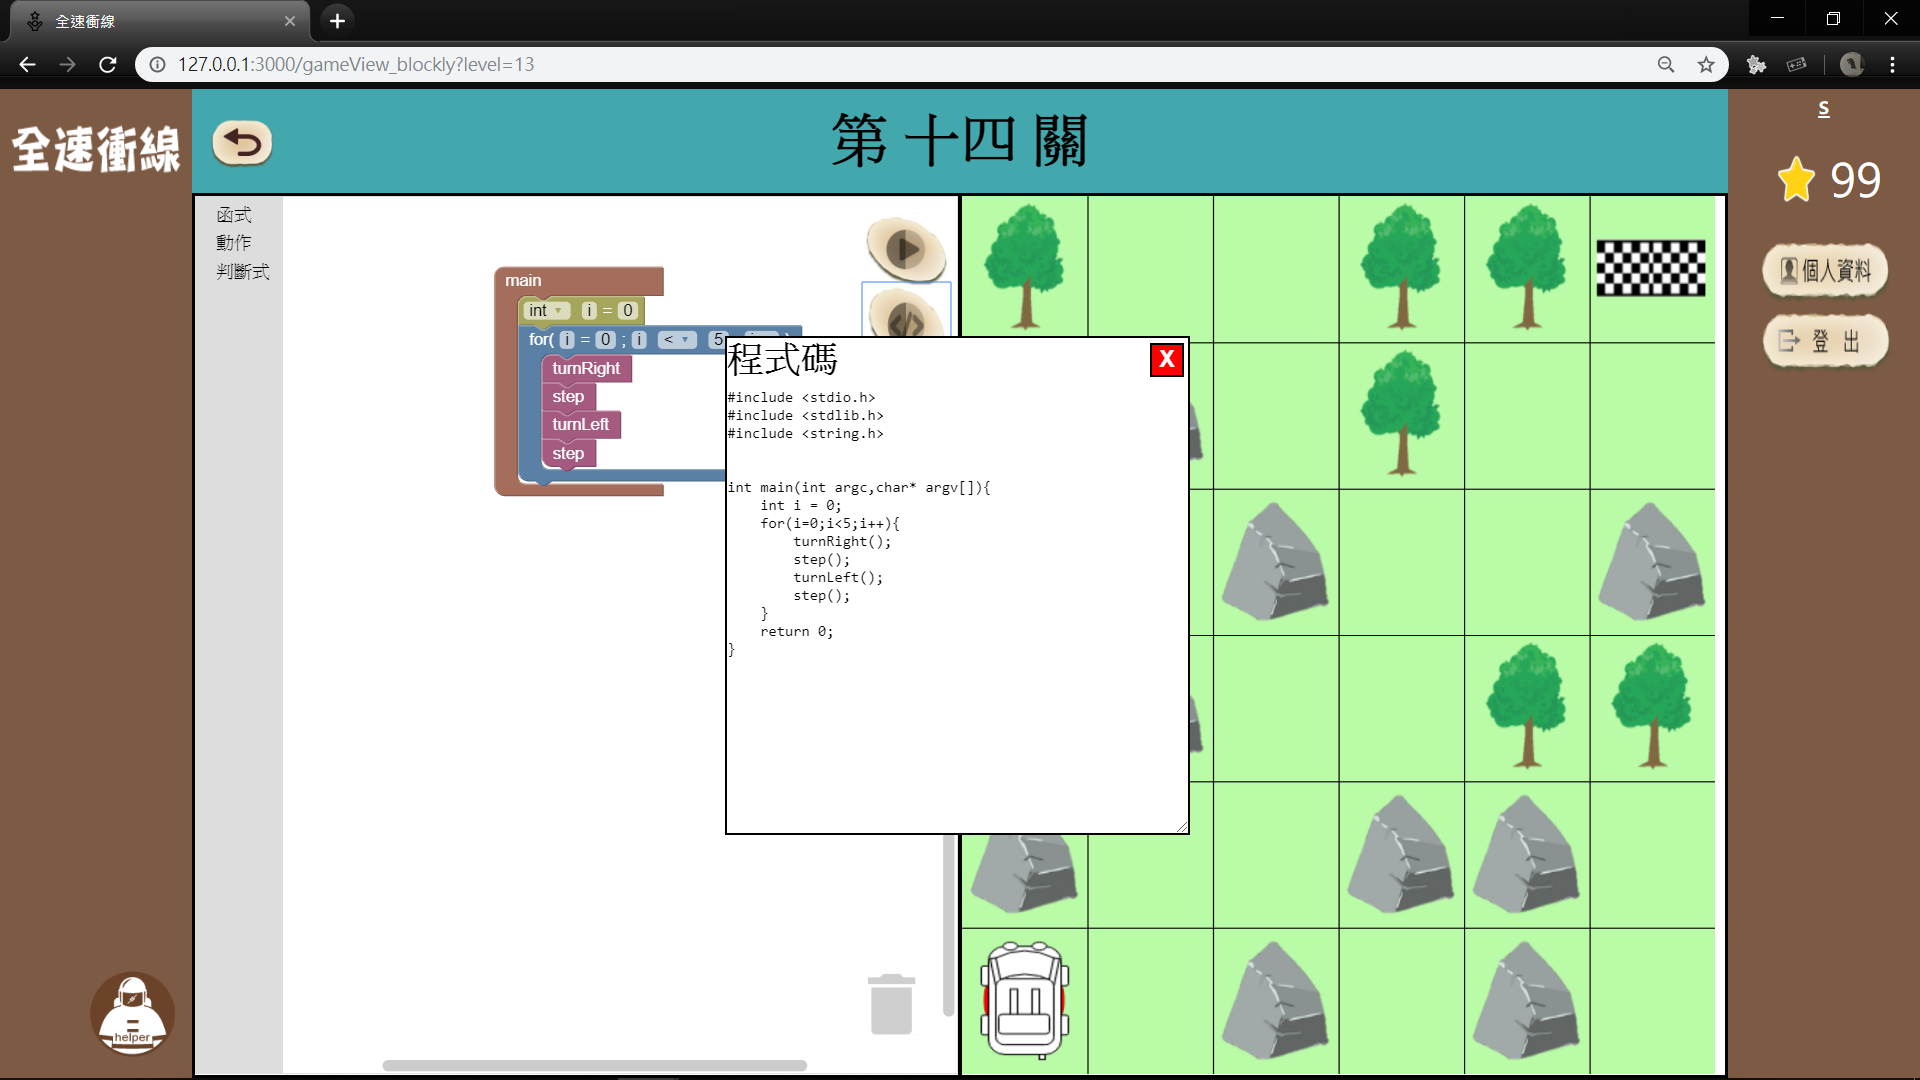 全速衝線
127.0.0.1:3000/gameView_blockly?level=13
全速衝線
第十四關
s
99
個人資料
登出
函式
動作
判斷式
main
int i = 0
for( i = 0 ; i < 5
turnRight
step
turnLeft
step
程式碼
X
#include <stdio.h>
#include <stdlib.h>
#include <string.h>
int main(int argc,char* argv[]){
int i = 0;
for(i=0;i<5;i++){
turnRight();
step();
turnLeft();
step();
}
return 0;
}
helper